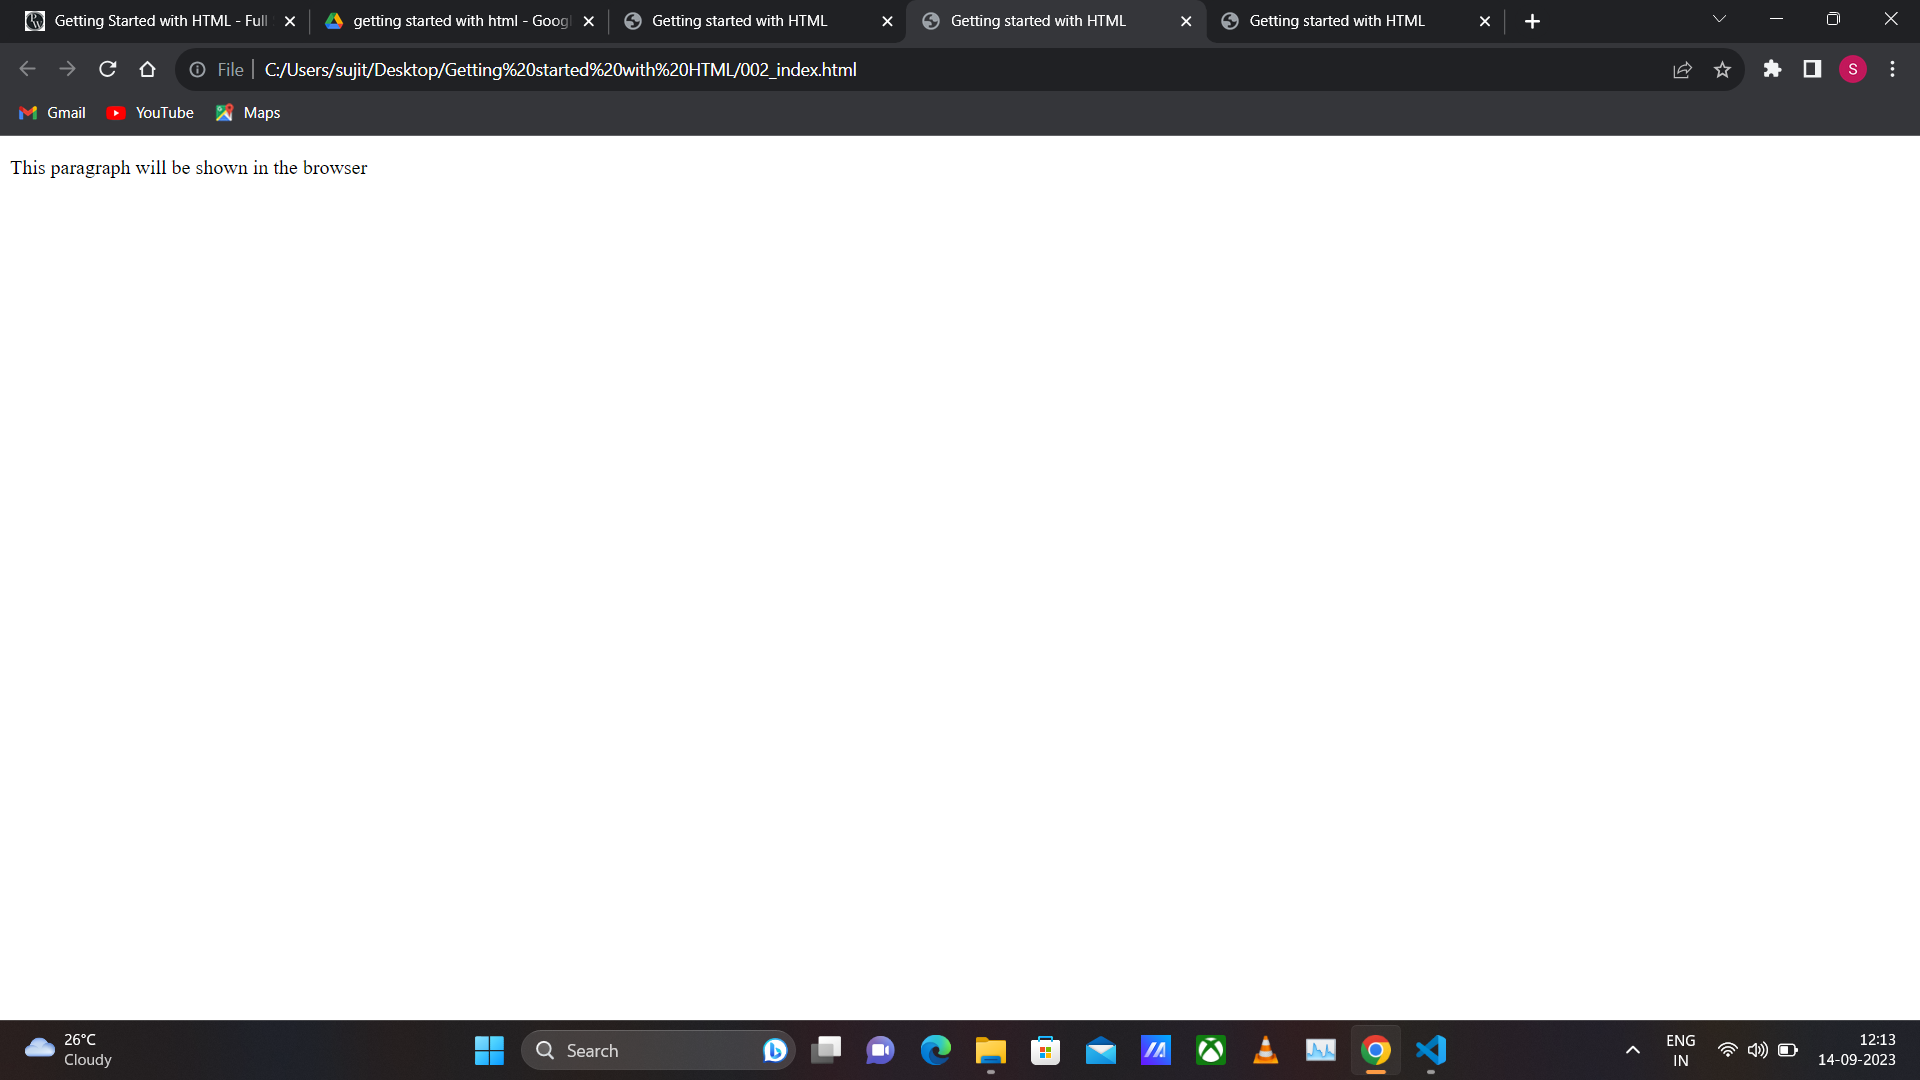 Getting Started with HTML - Full
getting started with html - Googl
Getting started with HTML
Getting started with HTML
Getting started with HTML
File
C:/Users/sujit/Desktop/Getting%20started%20with%20HTML/002_index.html
S
Gmail
YouTube
Maps
This paragraph will be shown in the browser
26°C
Cloudy
Search
ENG
IN
12:13
14-09-2023